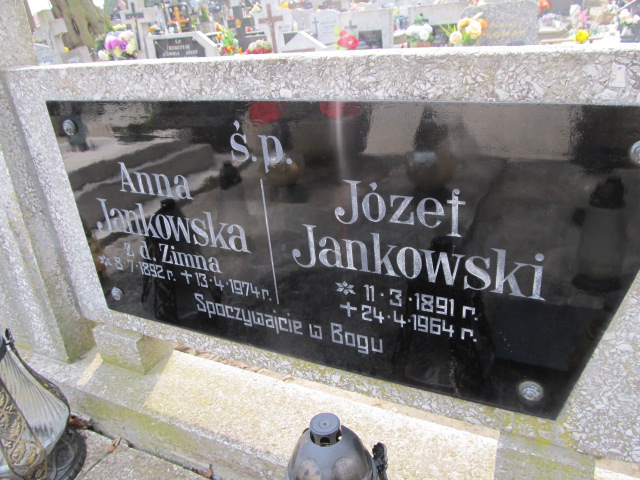 ś.p.
Anna
Jankowska
z d. Zimna
* 8·7·1892 r. + 13·4·1974 r.
Józef
Jankowski
* 11·3·1891 r.
+ 24·4·1964 r.
Spoczywajcie w Bogu